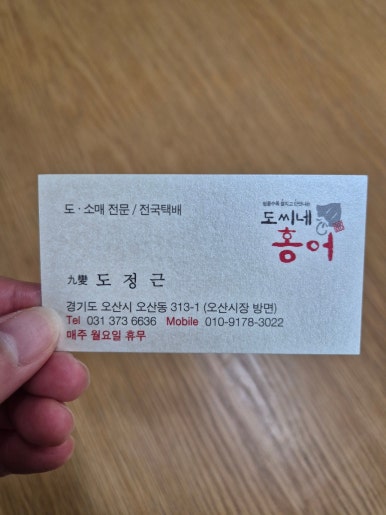 도 · 소매 전문 / 전국택배
도씨네
홍어
九變 도 정 근
경기도 오산시 오산동 313-1 (오산시장 방면)
Tel 031 373 6636 Mobile 010-9178-3022
매주 월요일 휴무